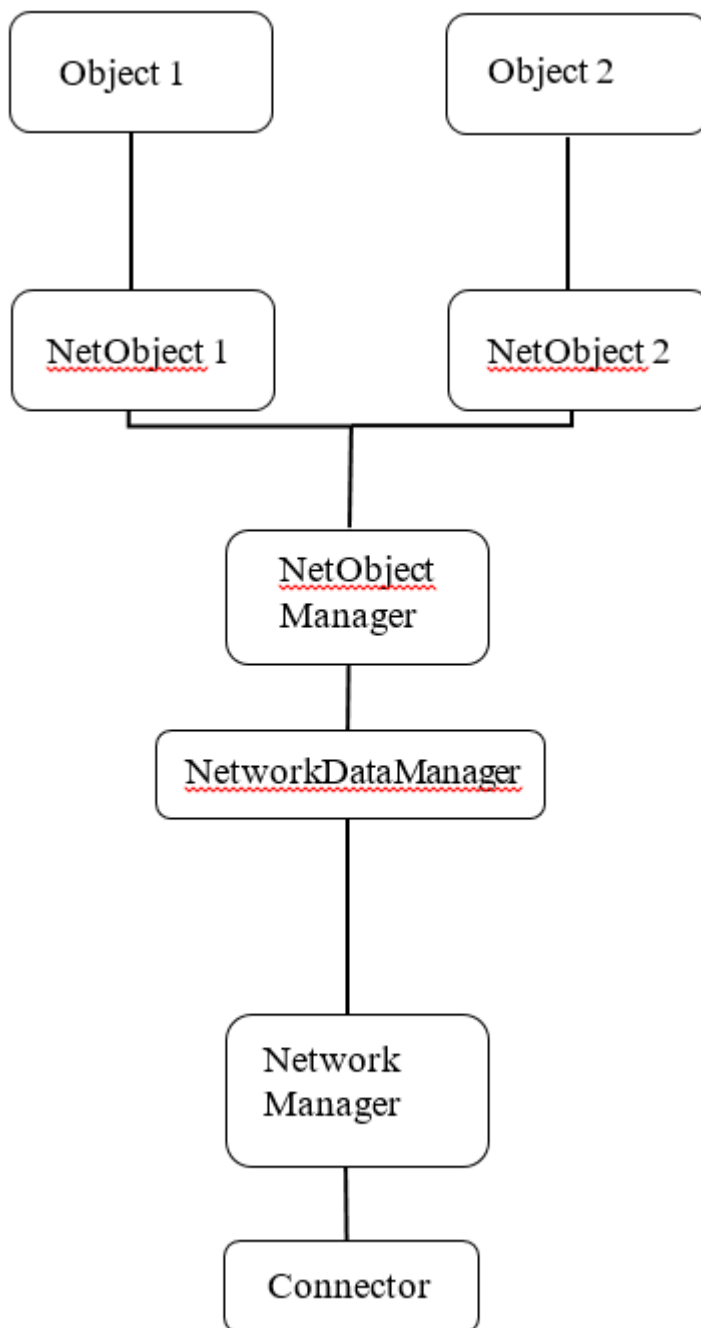 Object 1
Object 2
NetObject 1
NetObject 2
NetObject
Manager
NetworkDataManager
Network
Manager
Connector